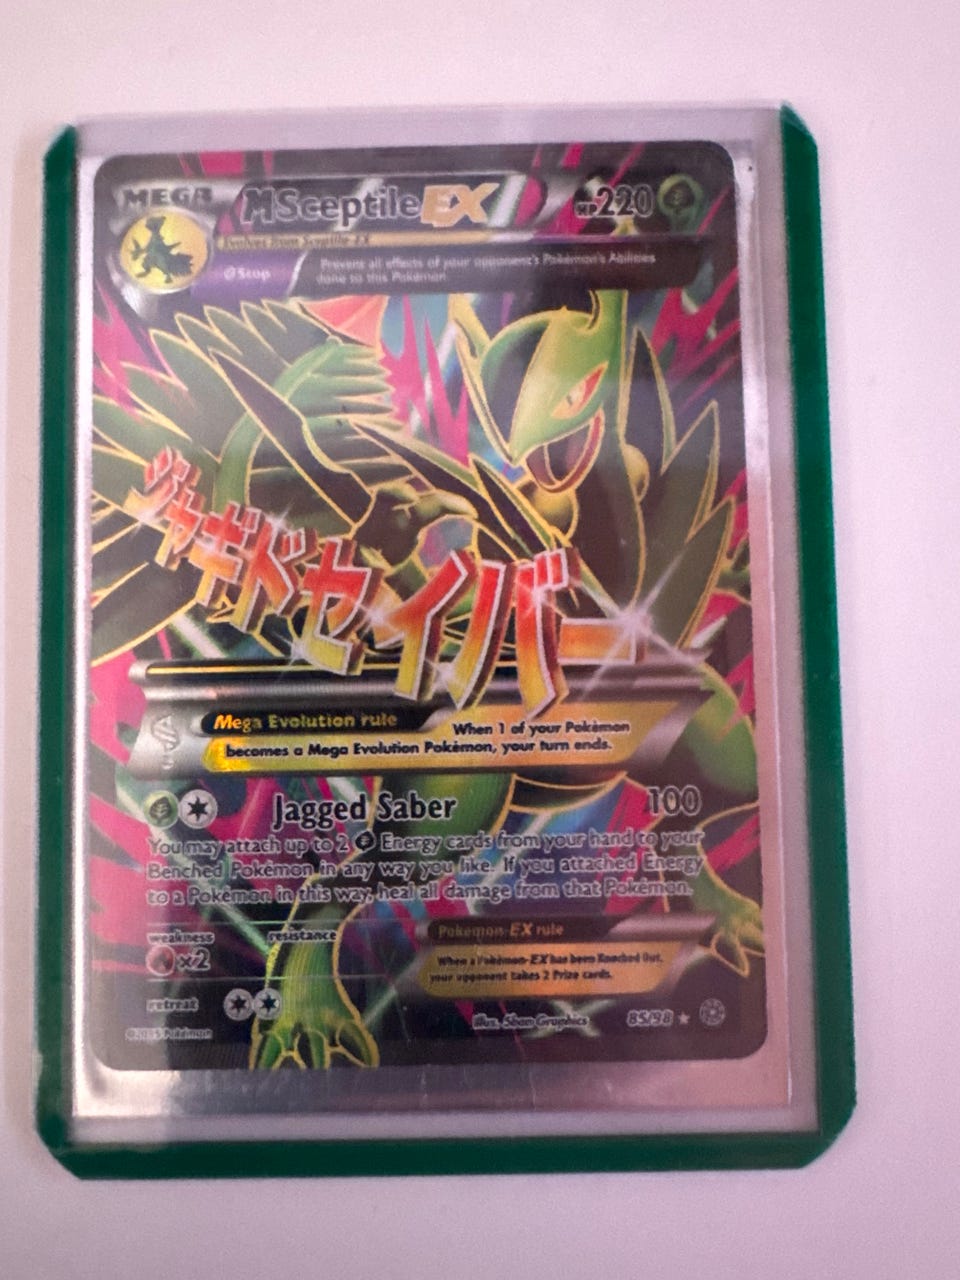 MEGA
M Sceptile EX HP 220
Evolves from Sceptile-EX
θ Stop
Prevent all effects of your opponent's Pokémon's Abilities
done to this Pokémon.
ジャギドセイバー
Mega Evolution rule
When 1 of your Pokémon
becomes a Mega Evolution Pokémon, your turn ends.
Jagged Saber 100
You may attach up to 2 Energy cards from your hand to your
Benched Pokémon in any way you like. If you attached Energy
to a Pokémon in this way, heal all damage from that Pokémon.
weakness resistance
×2
Pokémon-EX rule
When a Pokémon-EX has been Knocked Out,
your opponent takes 2 Prize cards.
retreat
illus. 5ban Graphics 85/98 ★
©2015 Pokémon